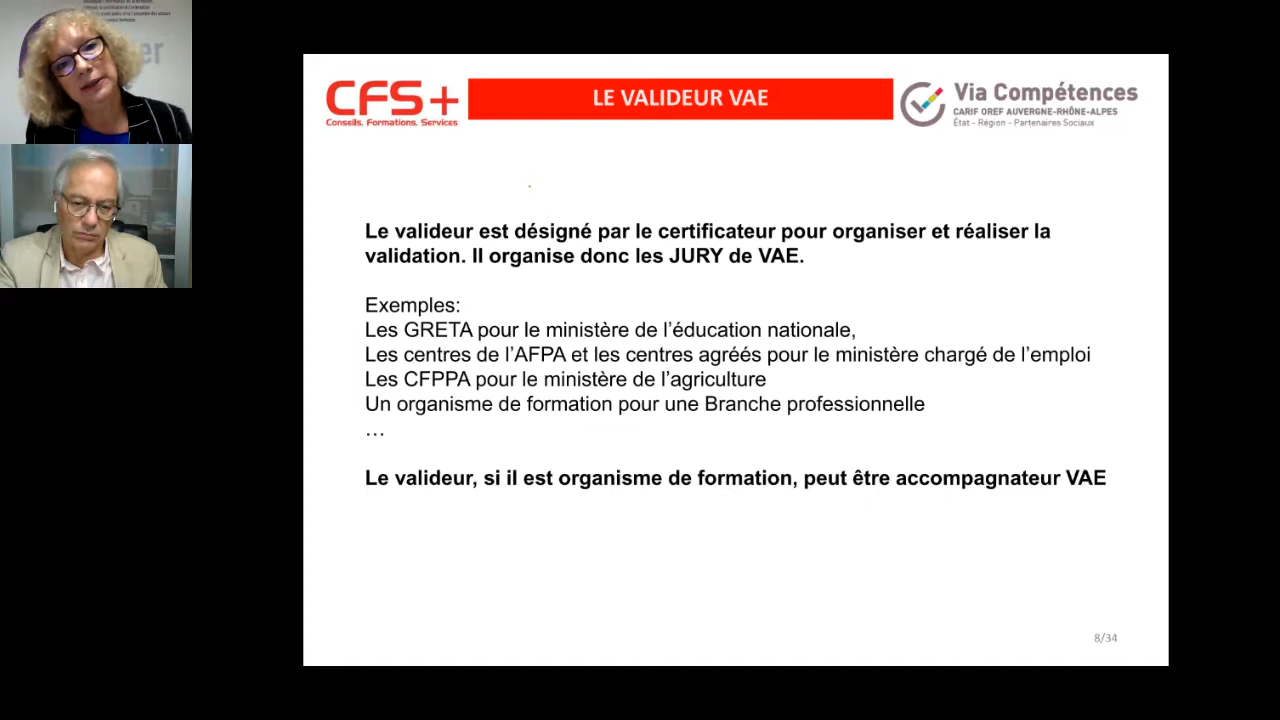 CFS+
Conseils. Formations. Services
LE VALIDEUR VAE
Via Compétences
CARIF OREF AUVERGNE-RHÔNE-ALPES
État - Région - Partenaires Sociaux
Le valideur est désigné par le certificateur pour organiser et réaliser la
validation. Il organise donc les JURY de VAE.
Exemples:
Les GRETA pour le ministère de l’éducation nationale,
Les centres de l’AFPA et les centres agréés pour le ministère chargé de l’emploi
Les CFPPA pour le ministère de l’agriculture
Un organisme de formation pour une Branche professionnelle
…
Le valideur, si il est organisme de formation, peut être accompagnateur VAE
8/34